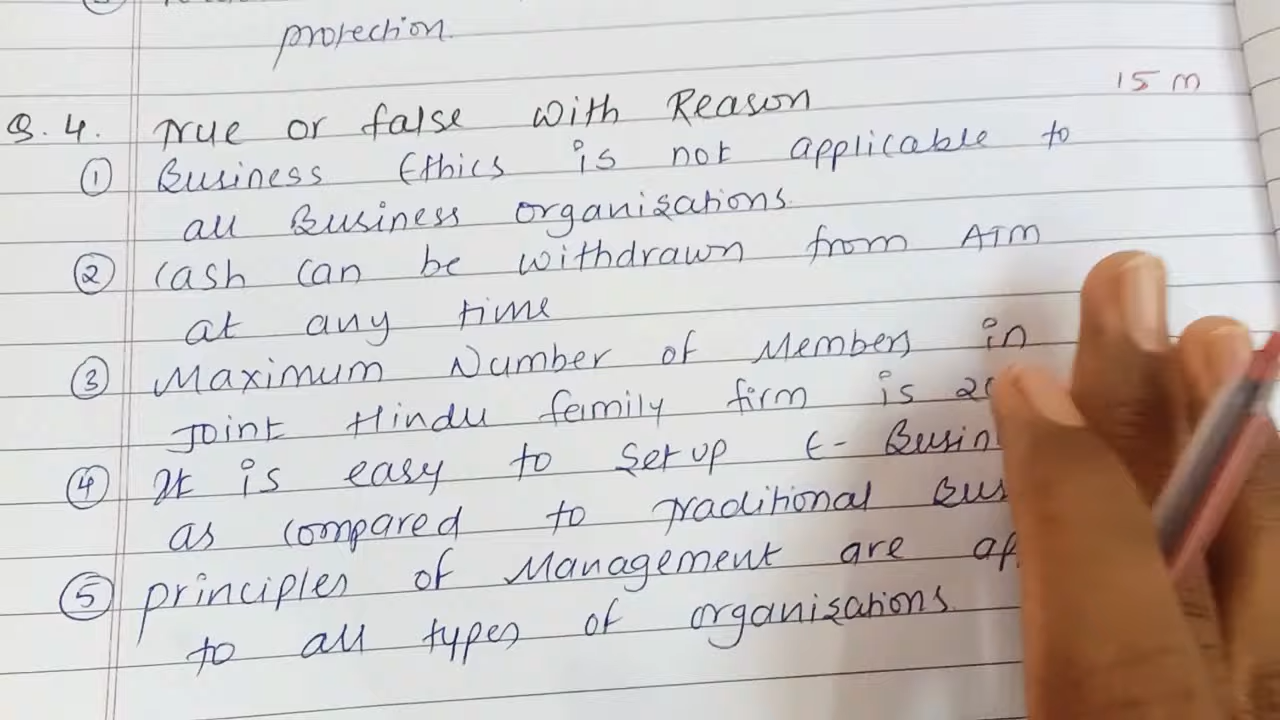 protection.
15 m
Q.4. True or false With Reason
① Business Ethics is not applicable to
all Business organisations.
② Cash can be withdrawn from ATM
at any time
③ Maximum Number of Members in
Joint Hindu family firm is
④ It is easy to set up E-
as compared to Traditional
⑤ principles of Management are
to all types of organisations.